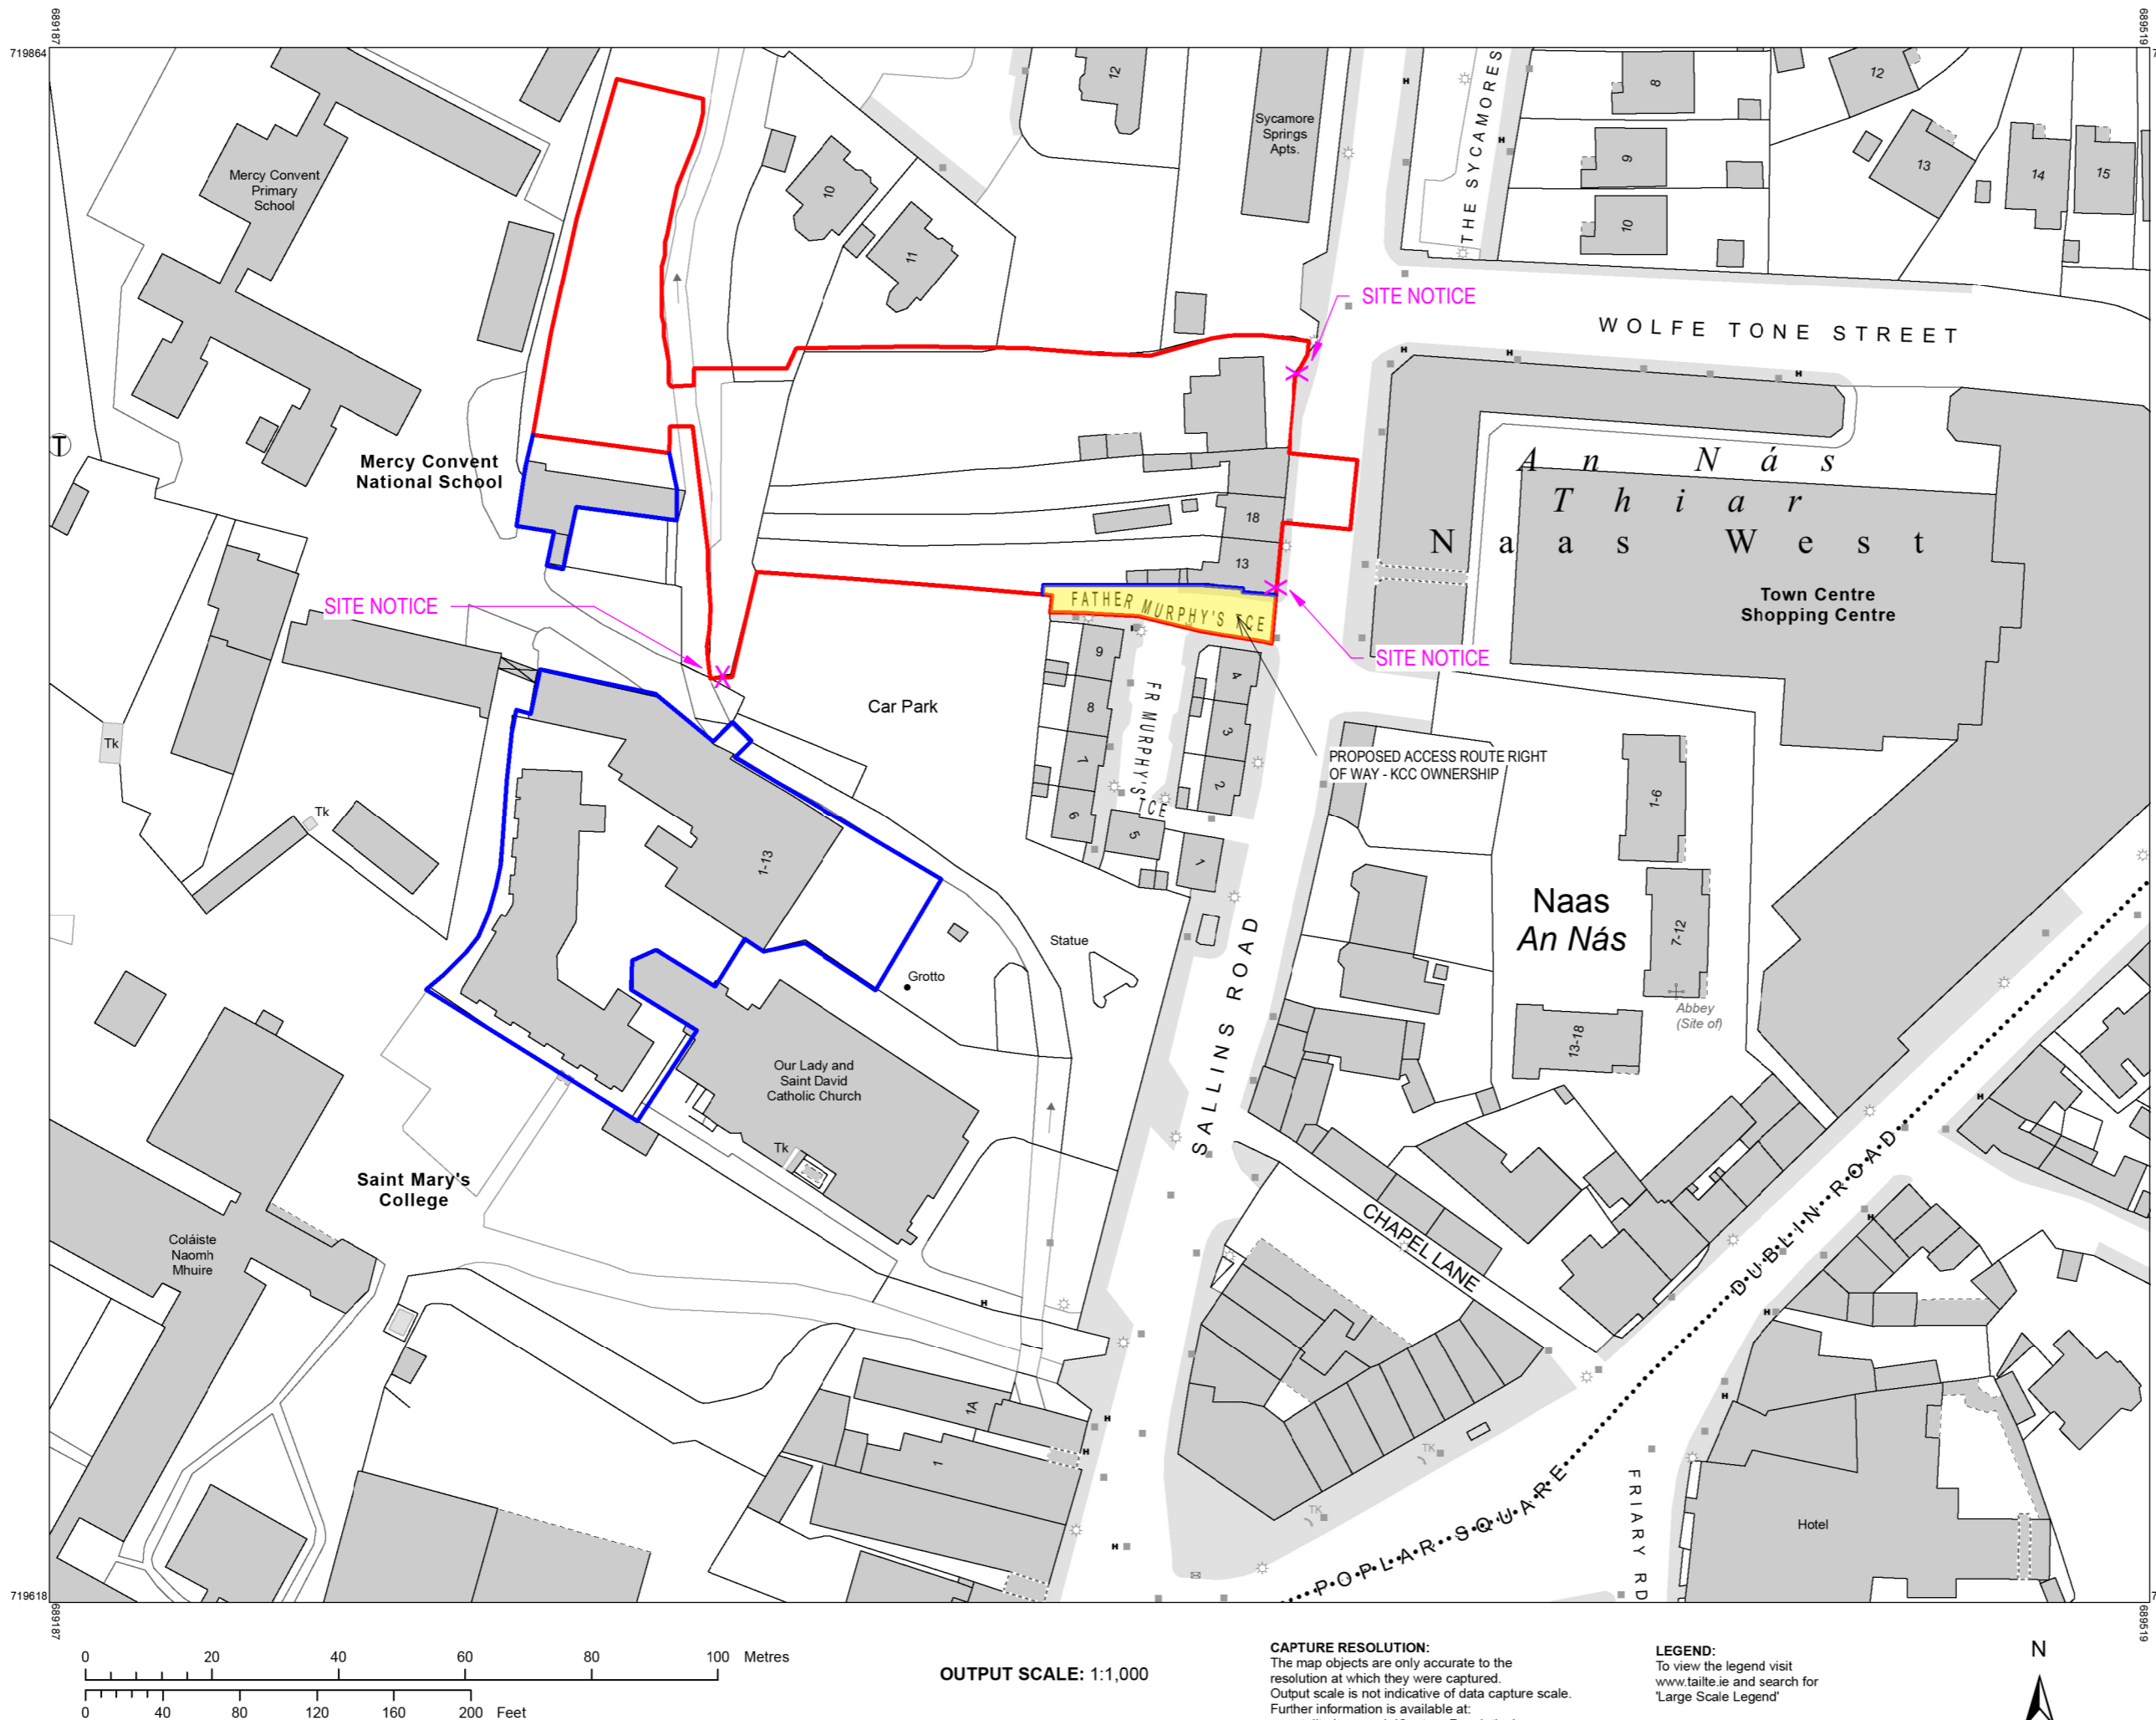 689187
689519
719864
12
Sycamore
Springs
Apts.
THE SYCAMORES
8
12
9
13
14
15
10
Mercy Convent
Primary
School
10
11
SITE NOTICE
WOLFE TONE STREET
T
Mercy Convent
National School
An Nás
Thiar
Naas West
18
13
Town Centre
Shopping Centre
SITE NOTICE
FATHER MURPHY'S TCE
SITE NOTICE
9
4
8
3
7
2
6
5
1
FR MURPHY'S
TCE
Car Park
PROPOSED ACCESS ROUTE RIGHT
OF WAY - KCC OWNERSHIP
Tk
Tk
1-6
1-13
Naas
An Nás
7-12
Statue
Grotto
SALLINS ROAD
Abbey
(Site of)
13-18
Our Lady and
Saint David
Catholic Church
Tk
Saint Mary's
College
Coláiste
Naomh
Mhuire
CHAPEL LANE
DUBLIN ROAD
1A
1
TK
TK
POPLAR SQUARE
FRIARY RD
Hotel
719618
689187
689519
0 20 40 60 80 100 Metres
0 40 80 120 160 200 Feet
OUTPUT SCALE: 1:1,000
CAPTURE RESOLUTION:
The map objects are only accurate to the
resolution at which they were captured.
Output scale is not indicative of data capture scale.
Further information is available at:
LEGEND:
To view the legend visit
www.tailte.ie and search for
'Large Scale Legend'
N